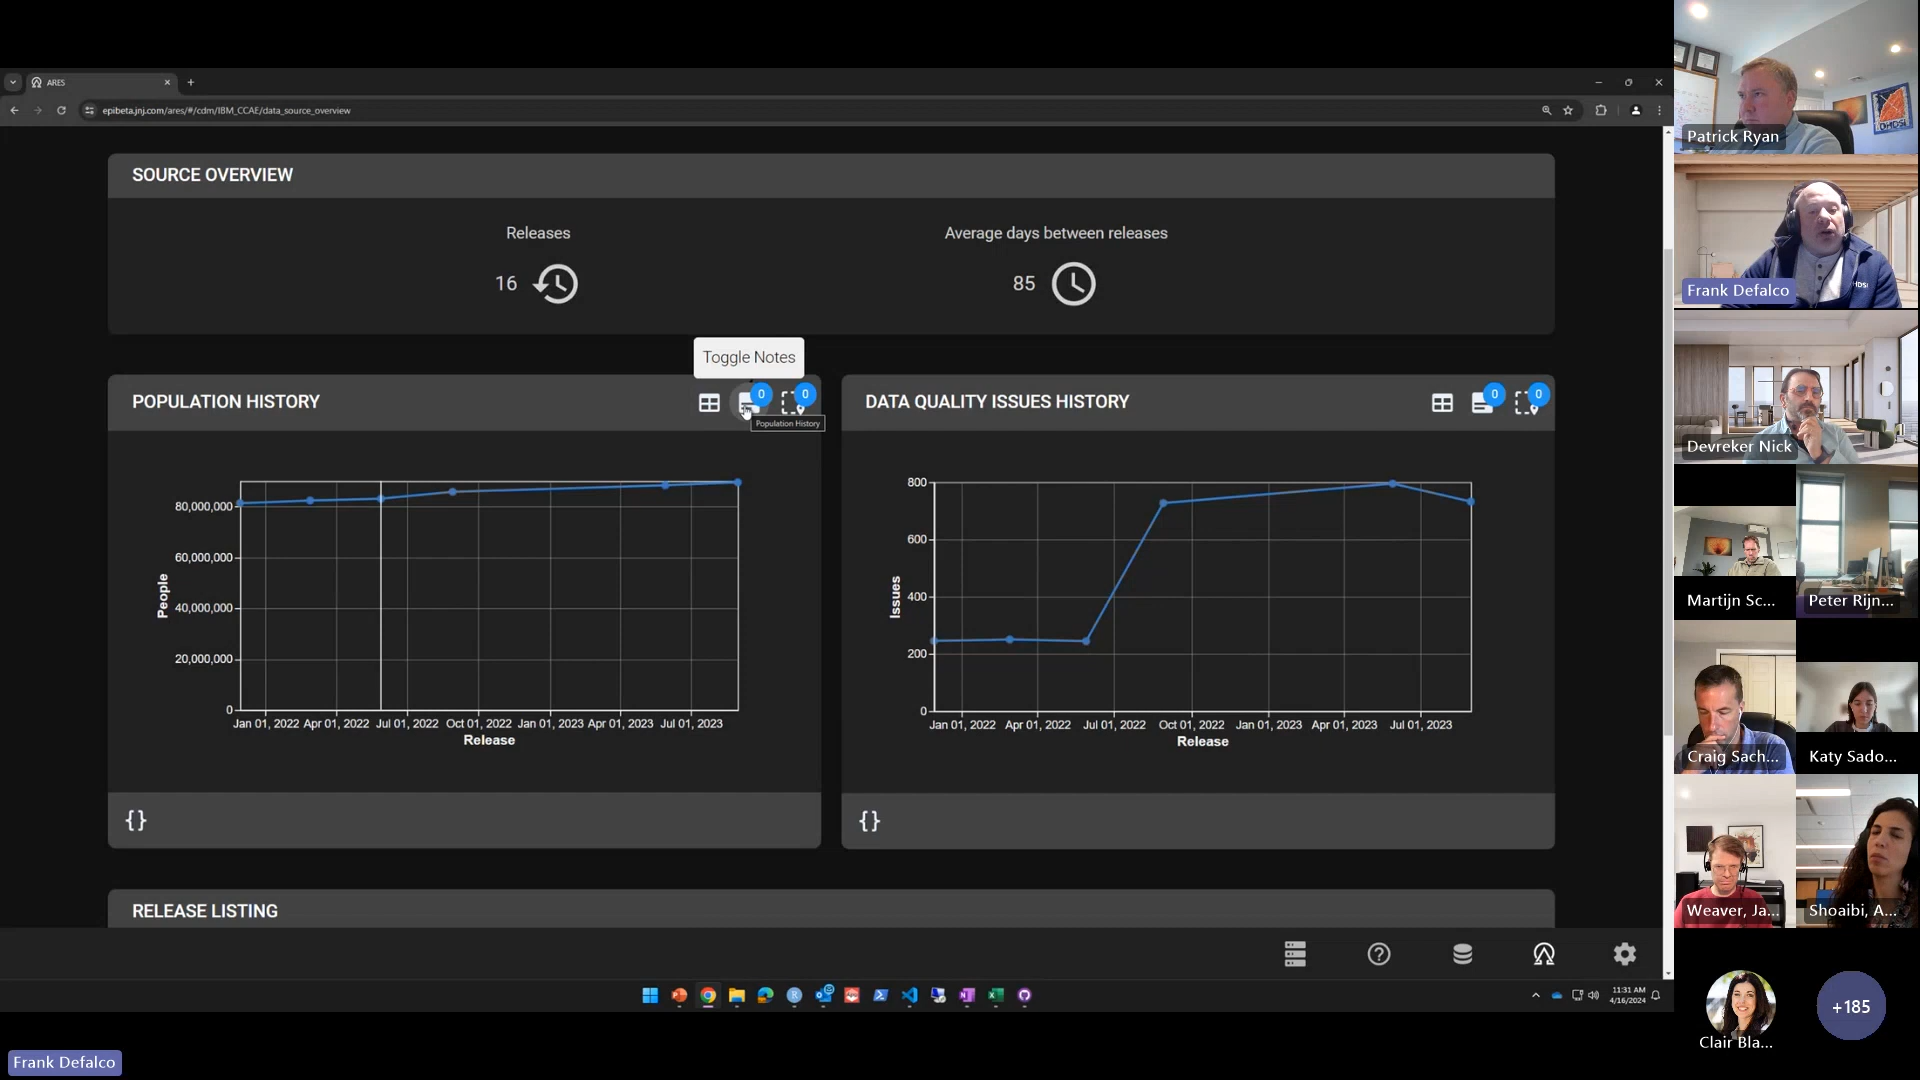 ARES
epibeta.jnj.com/ares/#/cdm/IBM_CCAE/data_source_overview
SOURCE OVERVIEW
Releases
16
Average days between releases
85
Toggle Notes
POPULATION HISTORY
0
0
Population History
People
80,000,000
60,000,000
40,000,000
20,000,000
0
Jan 01, 2022 Apr 01, 2022 Jul 01, 2022 Oct 01, 2022 Jan 01, 2023 Apr 01, 2023 Jul 01, 2023
Release
{}
DATA QUALITY ISSUES HISTORY
0
0
Issues
800
600
400
200
0
Jan 01, 2022 Apr 01, 2022 Jul 01, 2022 Oct 01, 2022 Jan 01, 2023 Apr 01, 2023 Jul 01, 2023
Release
{}
RELEASE LISTING
11:31 AM
4/16/2024
Frank Defalco
OHDSI
Patrick Ryan
Frank Defalco
Devreker Nick
Martijn Sc...
Peter Rijn...
Craig Sach...
Katy Sado...
Weaver, Ja...
Shoaibi, A...
Clair Bla...
+185